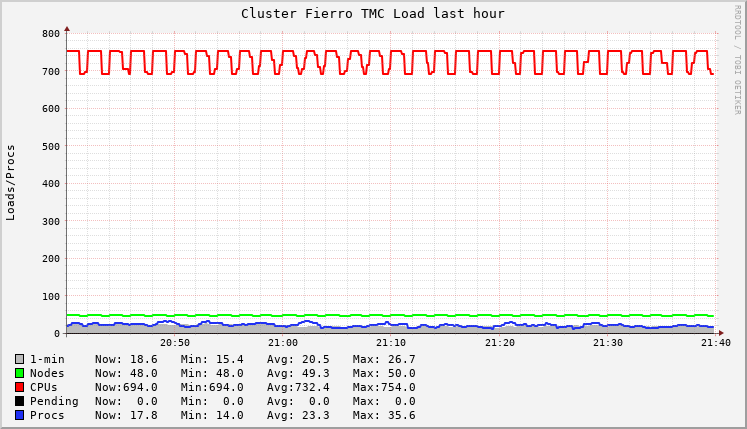 Cluster Fierro TMC Load last hour
RRDTOOL / TOBI OETIKER
Loads/Procs
800
700
600
500
400
300
200
100
0
20:50 21:00 21:10 21:20 21:30 21:40
1-min Now: 18.6 Min: 15.4 Avg: 20.5 Max: 26.7
Nodes Now: 48.0 Min: 48.0 Avg: 49.3 Max: 50.0
CPUs Now:694.0 Min:694.0 Avg:732.4 Max:754.0
Pending Now: 0.0 Min: 0.0 Avg: 0.0 Max: 0.0
Procs Now: 17.8 Min: 14.0 Avg: 23.3 Max: 35.6